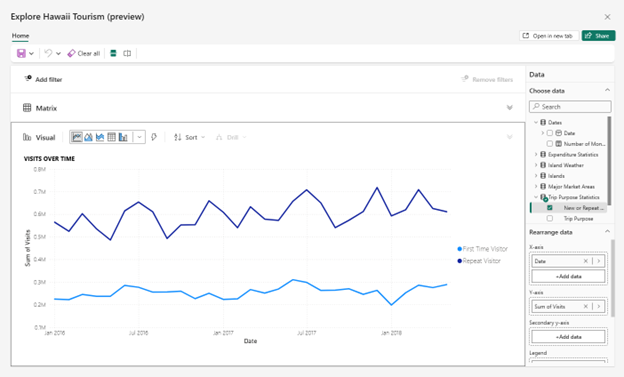 Explore Hawaii Tourism (preview)
Home
Open in new tab
Share
Clear all
Add filter
Remove filters
Matrix
Visual
Sort
Drill
VISITS OVER TIME
0.8M
0.7M
0.6M
0.5M
0.4M
0.3M
0.2M
0.1M
Sum of Visits
Jan 2016
Jul 2016
Jan 2017
Jul 2017
Jan 2018
Date
First Time Visitor
Repeat Visitor
Data
Choose data
Search
Dates
Date
Number of Mon...
Expenditure Statistics
Island Weather
Islands
Major Market Areas
Trip Purpose Statistics
New or Repeat ...
Trip Purpose
Rearrange data
X-axis
Date
+Add data
Y-axis
Sum of Visits
Secondary y-axis
+Add data
Legend